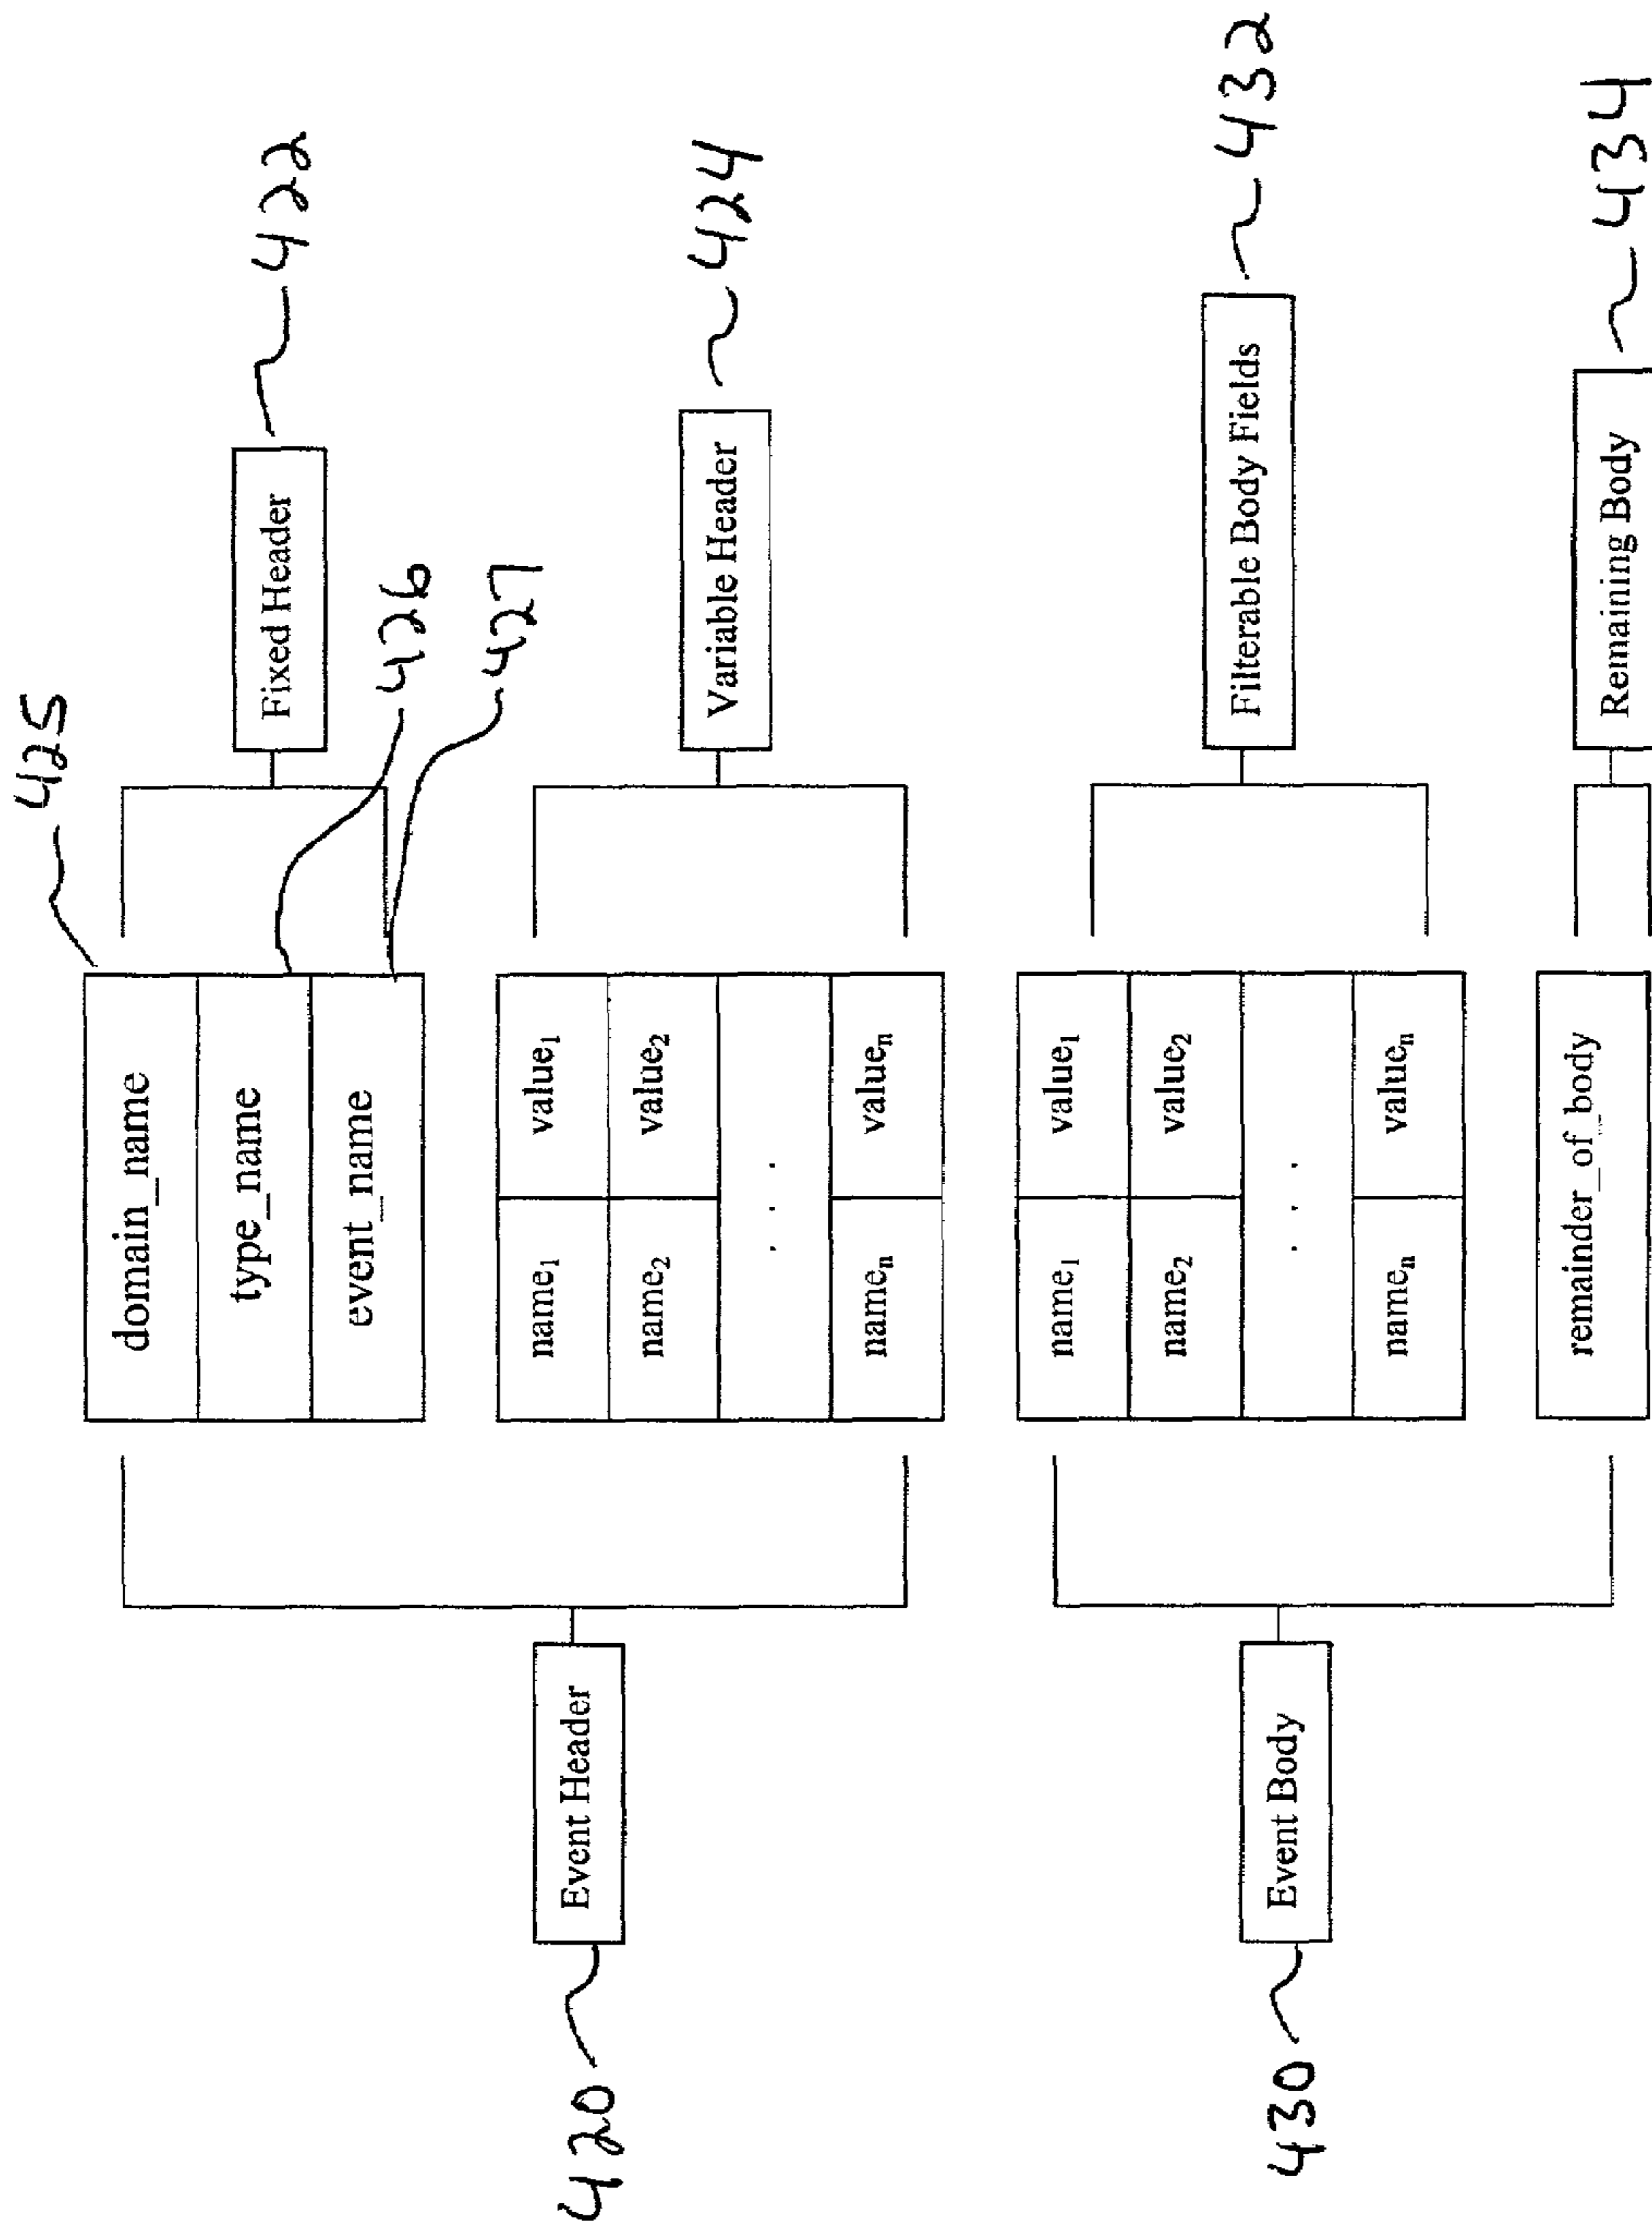 425
domain_name
type_name
event_name
Fixed Header
422
426
427
Event Header
420
name₁ value₁
name₂ value₂
. . .
nameₙ valueₙ
Variable Header
424
name₁ value₁
name₂ value₂
. . .
nameₙ valueₙ
Filterable Body Fields
432
Event Body
430
remainder_of_body
Remaining Body
434